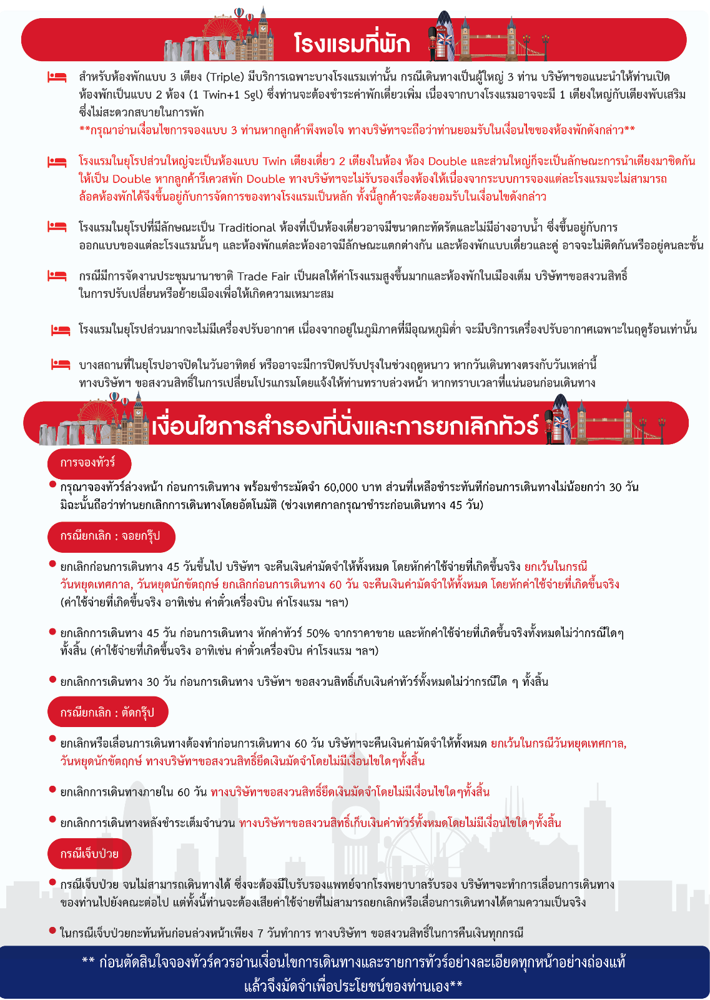 โรงแรมที่พัก
สำหรับห้องพักแบบ 3 เตียง (Triple) มีบริการเฉพาะบางโรงแรมเท่านั้น กรณีเดินทางเป็นผู้ใหญ่ 3 ท่าน บริษัทฯขอแนะนำให้ท่านเปิด
ห้องพักเป็นแบบ 2 ห้อง (1 Twin+1 Sgl) ซึ่งท่านจะต้องชำระค่าพักเดี่ยวเพิ่ม เนื่องจากบางโรงแรมอาจจะมี 1 เตียงใหญ่กับเตียงพับเสริม
ซึ่งไม่สะดวกสบายในการพัก
**กรุณาอ่านเงื่อนไขการจองแบบ 3 ท่านหากลูกค้าพึงพอใจ ทางบริษัทฯจะถือว่าท่านยอมรับในเงื่อนไขของห้องพักดังกล่าว**
โรงแรมในยุโรปส่วนใหญ่จะเป็นห้องแบบ Twin เตียงเดี่ยว 2 เตียงในห้อง ห้อง Double และส่วนใหญ่ก็จะเป็นลักษณะการนำเตียงมาชิดกัน
ให้เป็น Double หากลูกค้ารีเควสพัก Double ทางบริษัทฯจะไม่รับรองเรื่องห้องให้เนื่องจากระบบการจองแต่ละโรงแรมจะไม่สามารถ
ล้อคห้องพักได้จึงขึ้นอยู่กับการจัดการของทางโรงแรมเป็นหลัก ทั้งนี้ลูกค้าจะต้องยอมรับในเงื่อนไขดังกล่าว
โรงแรมในยุโรปที่มีลักษณะเป็น Traditional ห้องที่เป็นห้องเดี่ยวอาจมีขนาดกะทัดรัตและไม่มีอ่างอาบน้ำ ซึ่งขึ้นอยู่กับการ
ออกแบบของแต่ละโรงแรมนั้นๆ และห้องพักแต่ละห้องอาจมีลักษณะแตกต่างกัน และห้องพักแบบเดี่ยวและคู่ อาจจะไม่ติดกันหรืออยู่คนละชั้น
กรณีมีการจัดงานประชุมนานาชาติ Trade Fair เป็นผลให้ค่าโรงแรมสูงขึ้นมากและห้องพักในเมืองเต็ม บริษัทฯขอสงวนสิทธิ์
ในการปรับเปลี่ยนหรือย้ายเมืองเพื่อให้เกิดความเหมาะสม
โรงแรมในยุโรปส่วนมากจะไม่มีเครื่องปรับอากาศ เนื่องจากอยู่ในภูมิภาคที่มีอุณหภูมิต่ำ จะมีบริการเครื่องปรับอากาศเฉพาะในฤดูร้อนเท่านั้น
บางสถานที่ในยุโรปอาจปิดในวันอาทิตย์ หรืออาจะมีการปิดปรับปรุงในช่วงฤดูหนาว หากวันเดินทางตรงกับวันเหล่านี้
ทางบริษัทฯ ขอสงวนสิทธิ์ในการเปลี่ยนโปรแกรมโดยแจ้งให้ท่านทราบล่วงหน้า หากทราบเวลาที่แน่นอนก่อนเดินทาง
เงื่อนไขการสำรองที่นั่งและการยกเลิกทัวร์
การจองทัวร์
กรุณาจองทัวร์ล่วงหน้า ก่อนการเดินทาง พร้อมชำระมัดจำ 60,000 บาท ส่วนที่เหลือชำระทันทีก่อนการเดินทางไม่น้อยกว่า 30 วัน
มิฉะนั้นถือว่าท่านยกเลิกการเดินทางโดยอัตโนมัติ (ช่วงเทศกาลกรุณาชำระก่อนเดินทาง 45 วัน)
กรณียกเลิก : จอยกรุ๊ป
ยกเลิกก่อนการเดินทาง 45 วันขึ้นไป บริษัทฯ จะคืนเงินค่ามัดจำให้ทั้งหมด โดยหักค่าใช้จ่ายที่เกิดขึ้นจริง ยกเว้นในกรณี
วันหยุดเทศกาล, วันหยุดนักขัตฤกษ์ ยกเลิกก่อนการเดินทาง 60 วัน จะคืนเงินค่ามัดจำให้ทั้งหมด โดยหักค่าใช้จ่ายที่เกิดขึ้นจริง
(ค่าใช้จ่ายที่เกิดขึ้นจริง อาทิเช่น ค่าตั๋วเครื่องบิน ค่าโรงแรม ฯลฯ)
ยกเลิกการเดินทาง 45 วัน ก่อนการเดินทาง หักค่าทัวร์ 50% จากราคาขาย และหักค่าใช้จ่ายที่เกิดขึ้นจริงทั้งหมดไม่ว่ากรณีใดๆ
ทั้งสิ้น (ค่าใช้จ่ายที่เกิดขึ้นจริง อาทิเช่น ค่าตั๋วเครื่องบิน ค่าโรงแรม ฯลฯ)
ยกเลิกการเดินทาง 30 วัน ก่อนการเดินทาง บริษัทฯ ขอสงวนสิทธิ์เก็บเงินค่าทัวร์ทั้งหมดไม่ว่ากรณีใด ๆ ทั้งสิ้น
กรณียกเลิก : ตัดกรุ๊ป
ยกเลิกหรือเลื่อนการเดินทางต้องทำก่อนการเดินทาง 60 วัน บริษัทฯจะคืนเงินค่ามัดจำให้ทั้งหมด ยกเว้นในกรณีวันหยุดเทศกาล,
วันหยุดนักขัตฤกษ์ ทางบริษัทฯขอสงวนสิทธิ์ยึดเงินมัดจำโดยไม่มีเงื่อนไขใดๆทั้งสิ้น
ยกเลิกการเดินทางภายใน 60 วัน ทางบริษัทฯขอสงวนสิทธิ์ยึดเงินมัดจำโดยไม่มีเงื่อนไขใดๆทั้งสิ้น
ยกเลิกการเดินทางหลังชำระเต็มจำนวน ทางบริษัทฯขอสงวนสิทธิ์เก็บเงินค่าทัวร์ทั้งหมดโดยไม่มีเงื่อนไขใดๆทั้งสิ้น
กรณีเจ็บป่วย
กรณีเจ็บป่วย จนไม่สามารถเดินทางได้ ซึ่งจะต้องมีใบรับรองแพทย์จากโรงพยาบาลรับรอง บริษัทฯจะทำการเลื่อนการเดินทาง
ของท่านไปยังคณะต่อไป แต่ทั้งนี้ท่านจะต้องเสียค่าใช้จ่ายที่ไม่สามารถยกเลิกหรือเลื่อนการเดินทางได้ตามความเป็นจริง
ในกรณีเจ็บป่วยกะทันหันก่อนล่วงหน้าเพียง 7 วันทำการ ทางบริษัทฯ ขอสงวนสิทธิ์ในการคืนเงินทุกกรณี
** ก่อนตัดสินใจจองทัวร์ควรอ่านเงื่อนไขการเดินทางและรายการทัวร์อย่างละเอียดทุกหน้าอย่างถ่องแท้
แล้วจึงมัดจำเพื่อประโยชน์ของท่านเอง**